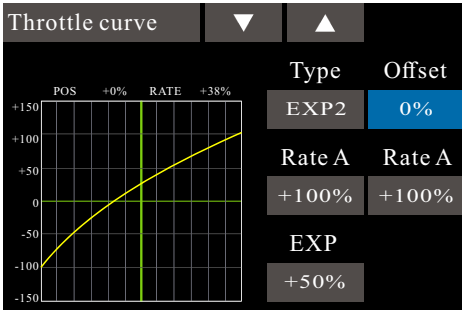 Throttle curve ▼ ▲
Type Offset
POS +0% RATE +38%
EXP2 0%
+150
+100
+50
0
-50
-100
-150
Rate A Rate A
+100% +100%
EXP
+50%